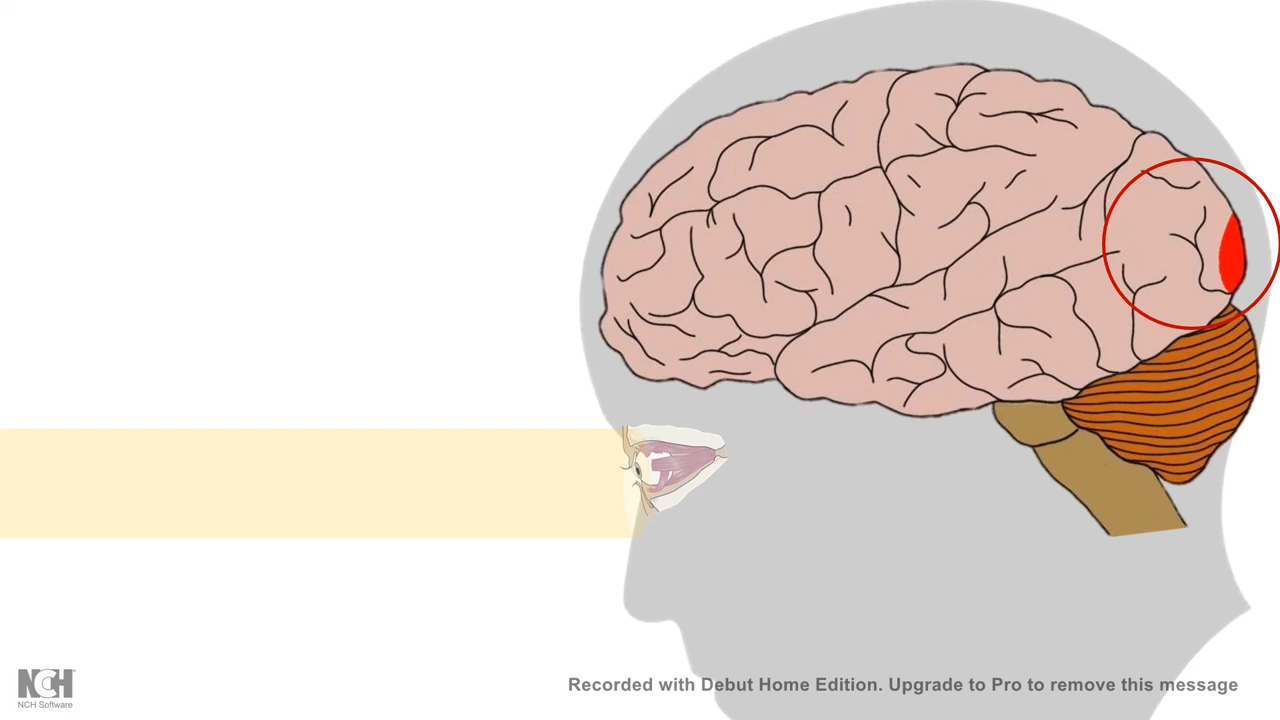 NCH
NCH Software
Recorded with Debut Home Edition. Upgrade to Pro to remove this message